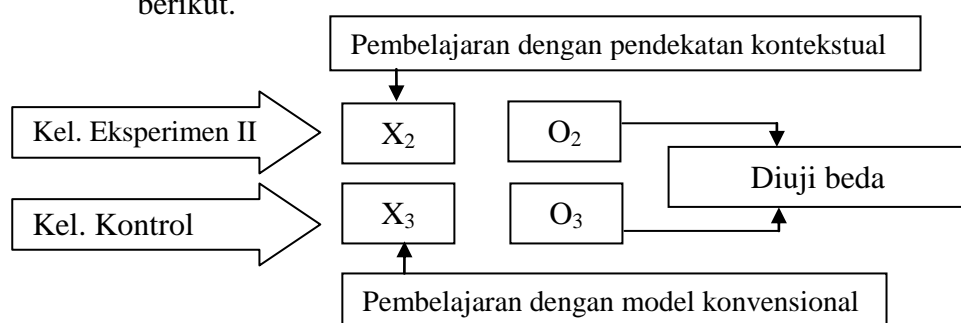 berikut.
Pembelajaran dengan pendekatan kontekstual
Kel. Eksperimen II
X₂
O₂
Diuji beda
Kel. Kontrol
X₃
O₃
Pembelajaran dengan model konvensional